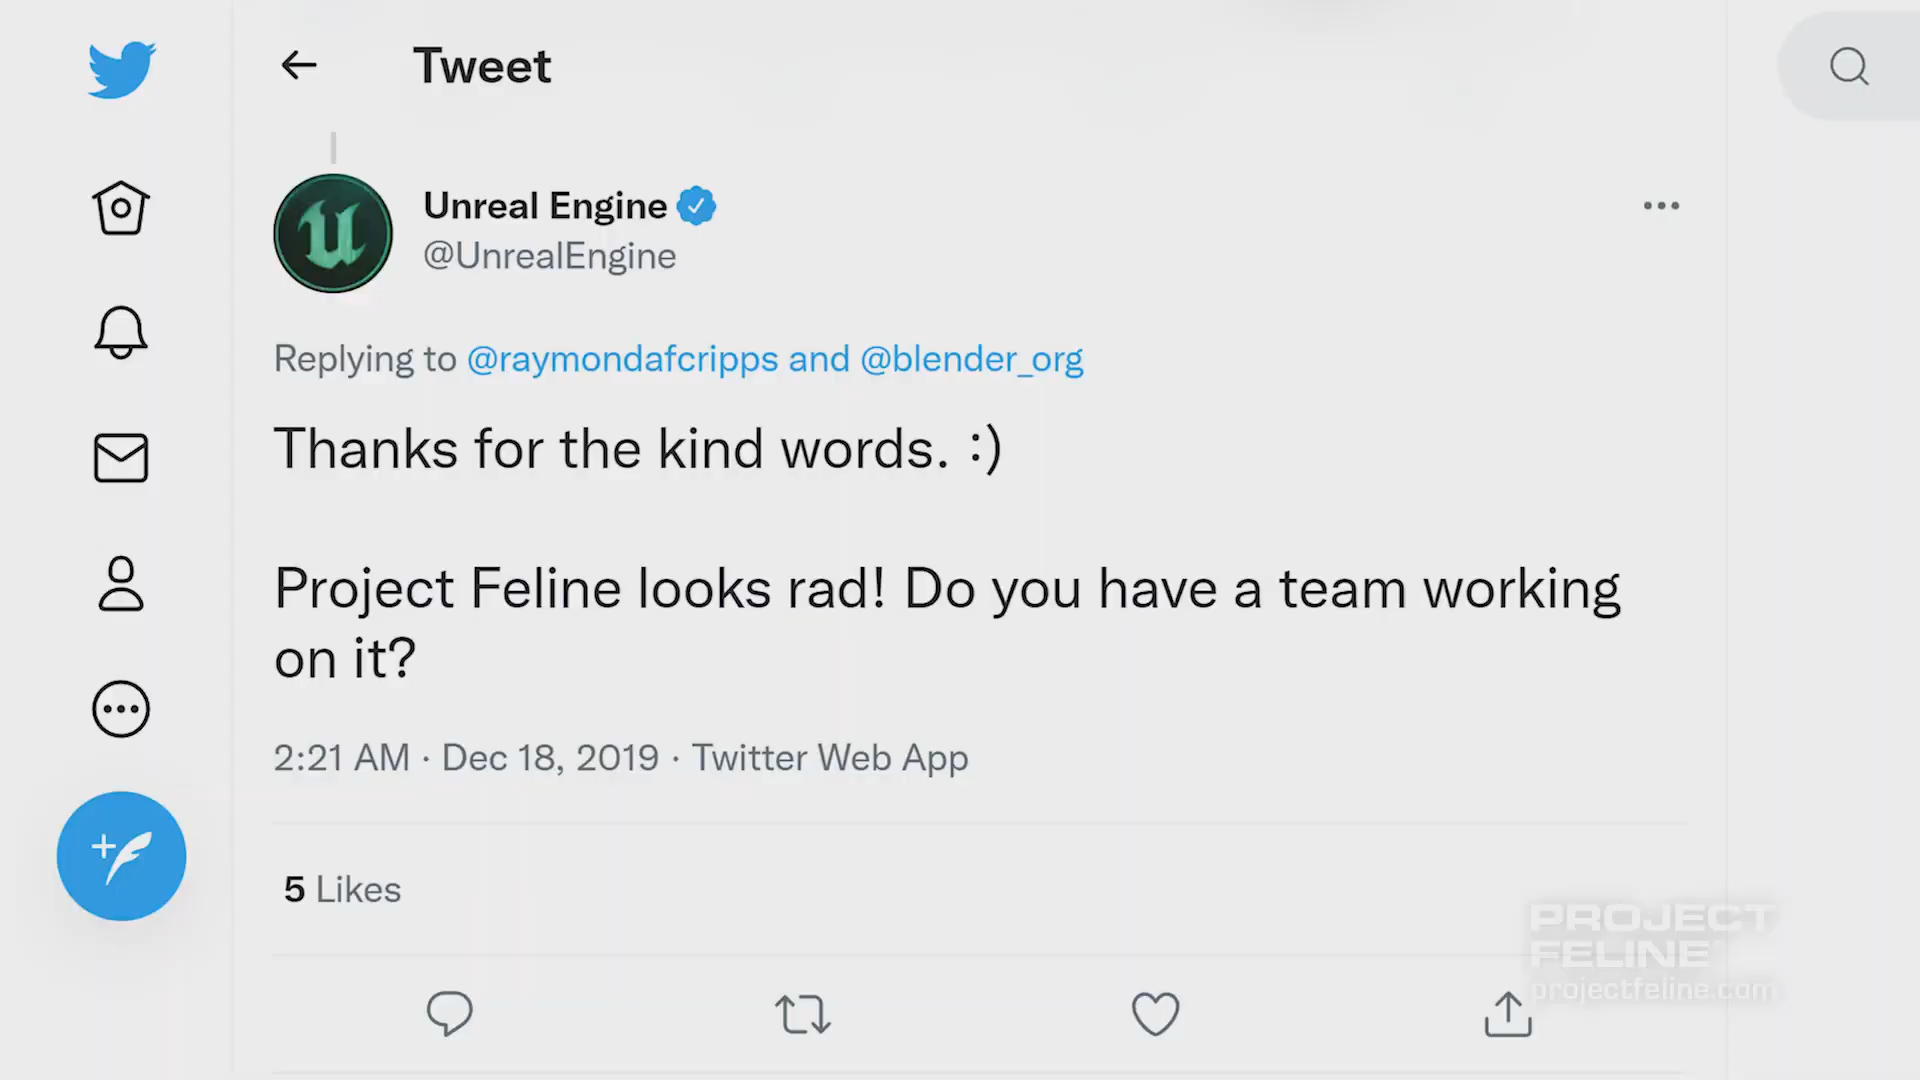 Tweet
Unreal Engine
@UnrealEngine
Replying to @raymondafcripps and @blender_org
Thanks for the kind words. :)
Project Feline looks rad! Do you have a team working
on it?
2:21 AM · Dec 18, 2019 · Twitter Web App
5 Likes
PROJECT
FELINE
projectfeline.com